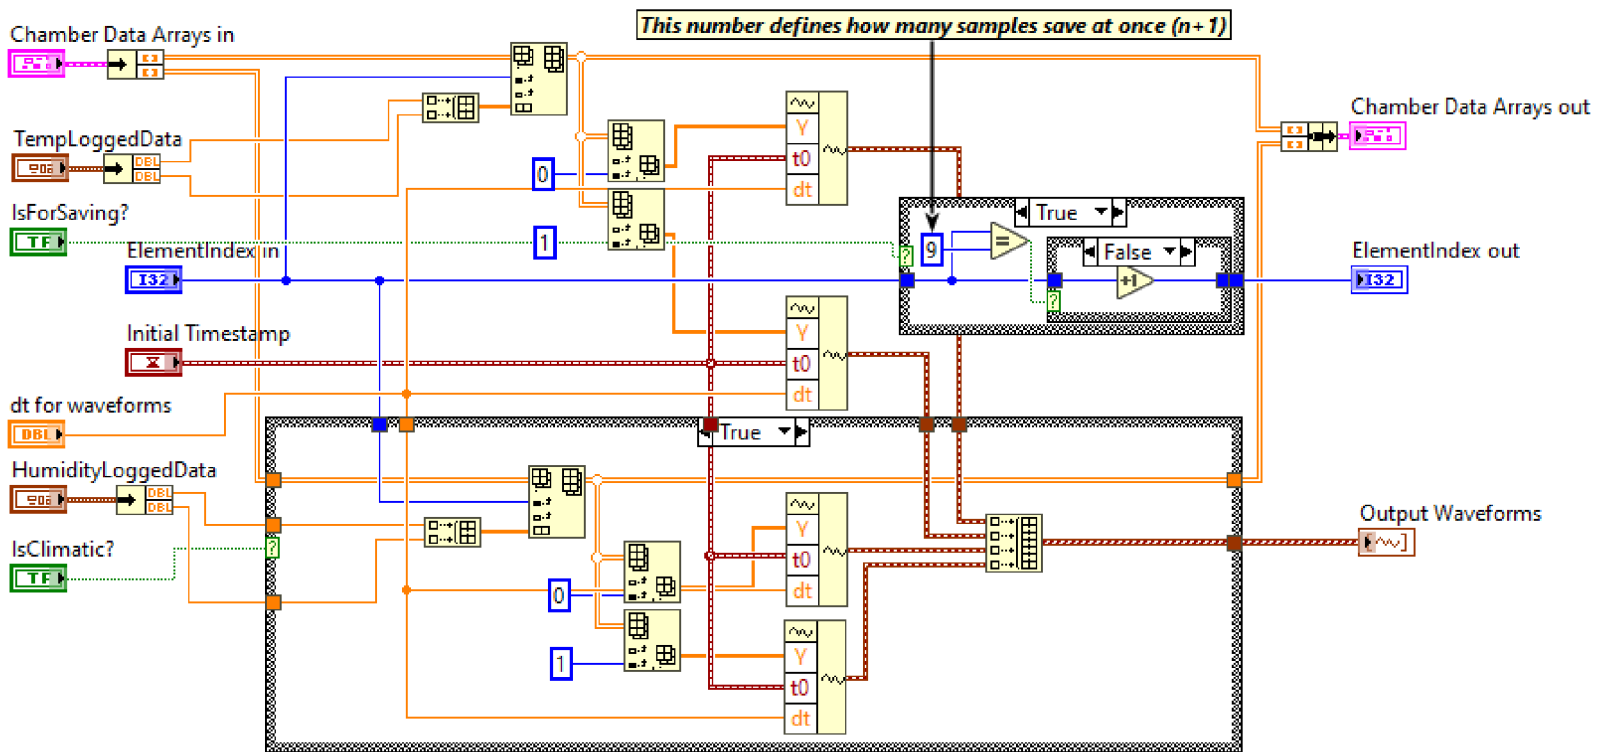 This number defines how many samples save at once (n+1)
Chamber Data Arrays in
Chamber Data Arrays out
TempLoggedData
DBL
DBL
Y
t0
dt
0
IsForSaving?
TF
1
True
9
=
False
+1
?
?
ElementIndex in
I32
ElementIndex out
I32
Initial Timestamp
Y
t0
dt
dt for waveforms
DBL
True
HumidityLoggedData
DBL
DBL
Y
t0
dt
0
Output Waveforms
IsClimatic?
TF
?
1
Y
t0
dt